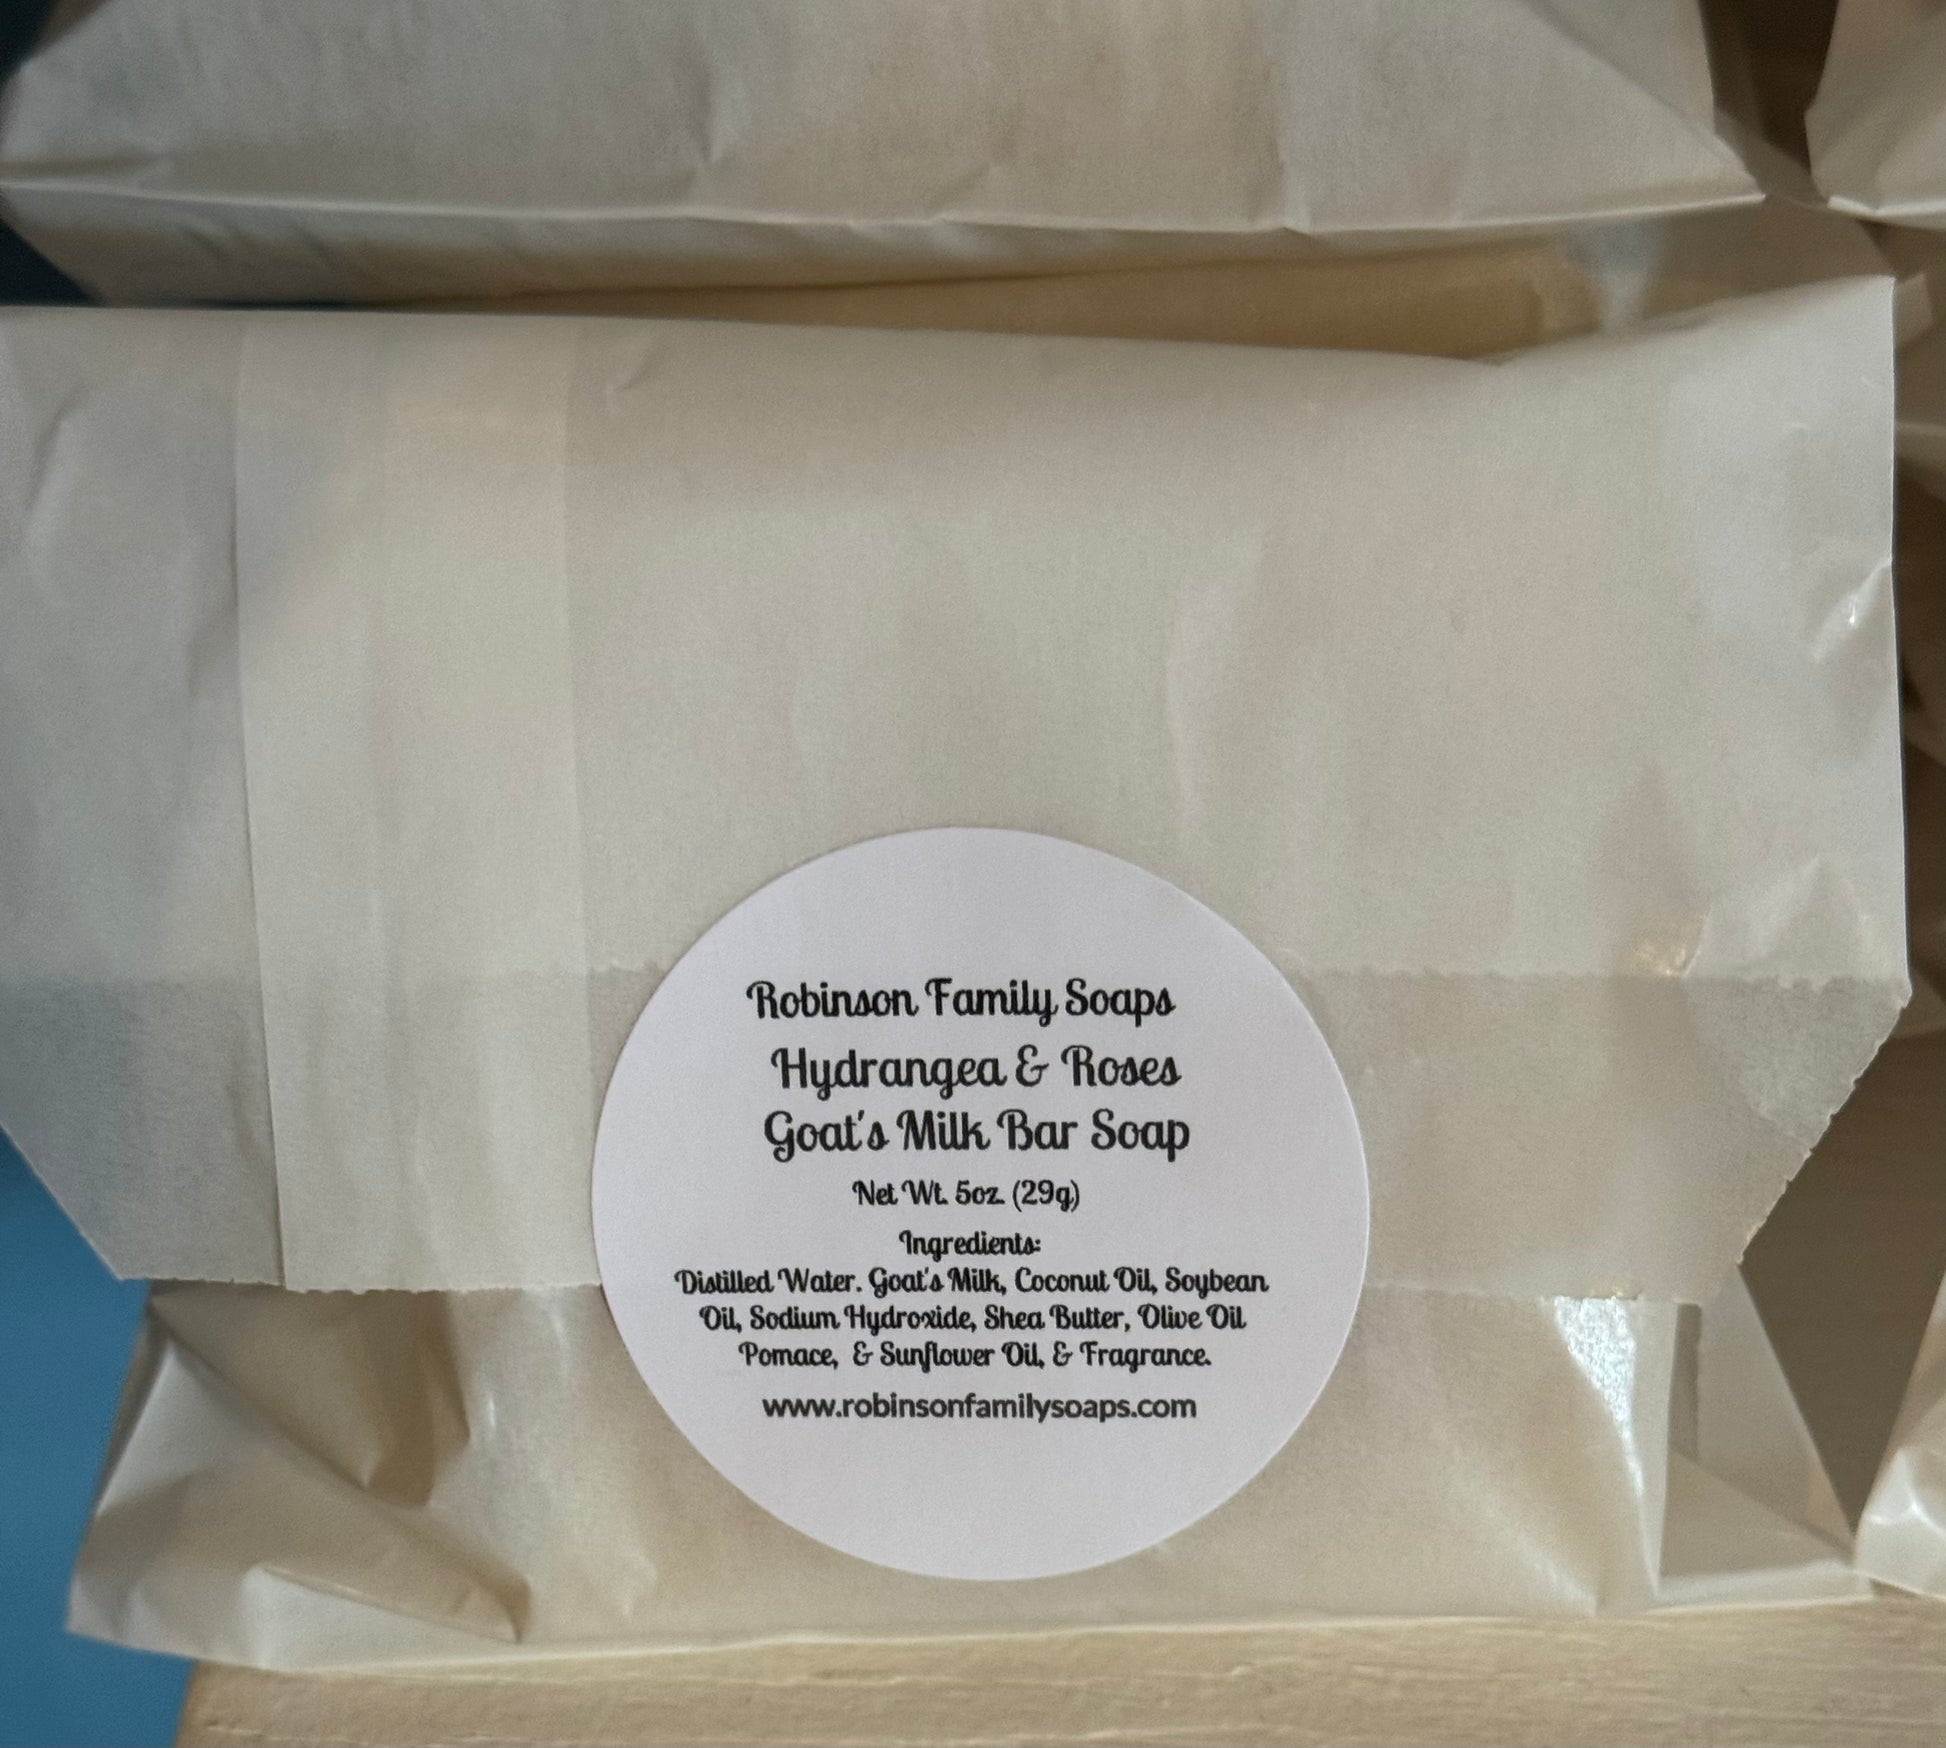 Robinson Family Soaps
Hydrangea & Roses
Goat's Milk Bar Soap
Net Wt. 5oz. (29g)
Ingredients:
Distilled Water. Goat's Milk, Coconut Oil, Soybean
Oil, Sodium Hydroxide, Shea Butter, Olive Oil
Pomace, & Sunflower Oil, & Fragrance.
www.robinsonfamilysoaps.com